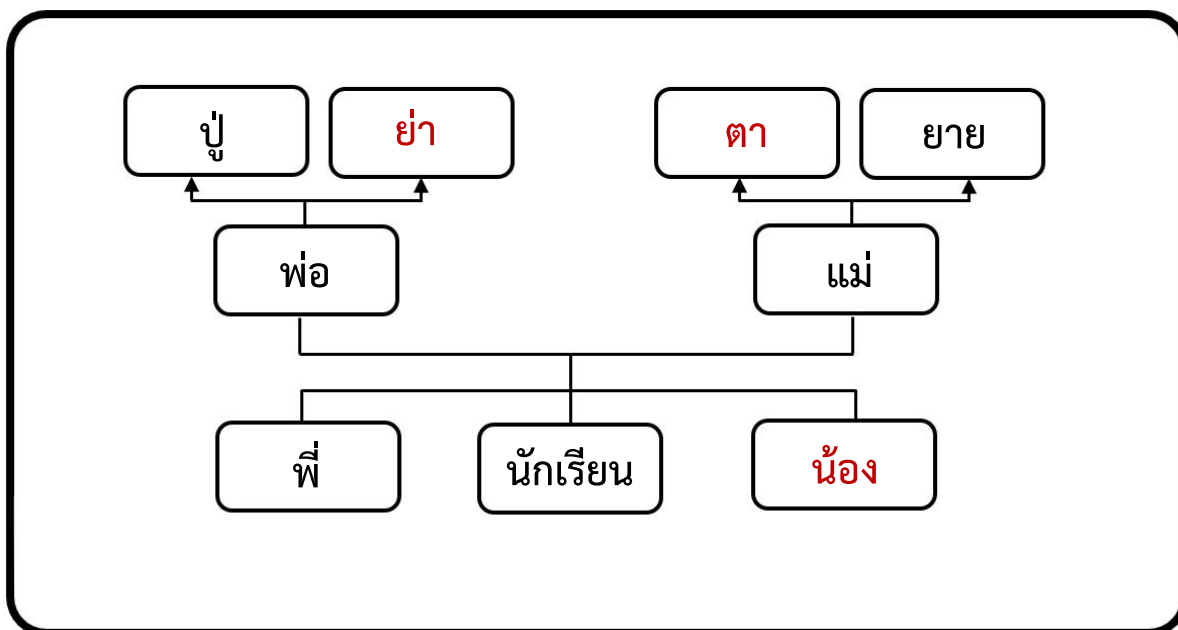 ปู่ ย่า ตา ยาย
พ่อ แม่
พี่ นักเรียน น้อง